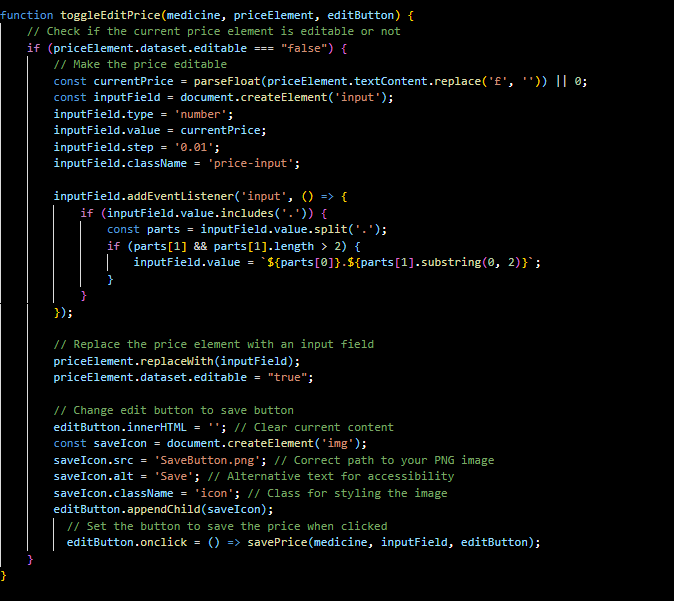 function toggleEditPrice(medicine, priceElement, editButton) {
// Check if the current price element is editable or not
if (priceElement.dataset.editable === "false") {
// Make the price editable
const currentPrice = parseFloat(priceElement.textContent.replace('£', '')) || 0;
const inputField = document.createElement('input');
inputField.type = 'number';
inputField.value = currentPrice;
inputField.step = '0.01';
inputField.className = 'price-input';
inputField.addEventListener('input', () => {
if (inputField.value.includes('.')) {
const parts = inputField.value.split('.');
if (parts[1] && parts[1].length > 2) {
inputField.value = `${parts[0]}.${parts[1].substring(0, 2)}`;
}
}
});
// Replace the price element with an input field
priceElement.replaceWith(inputField);
priceElement.dataset.editable = "true";
// Change edit button to save button
editButton.innerHTML = ''; // Clear current content
const saveIcon = document.createElement('img');
saveIcon.src = 'SaveButton.png'; // Correct path to your PNG image
saveIcon.alt = 'Save'; // Alternative text for accessibility
saveIcon.className = 'icon'; // Class for styling the image
editButton.appendChild(saveIcon);
// Set the button to save the price when clicked
editButton.onclick = () => savePrice(medicine, inputField, editButton);
}
}